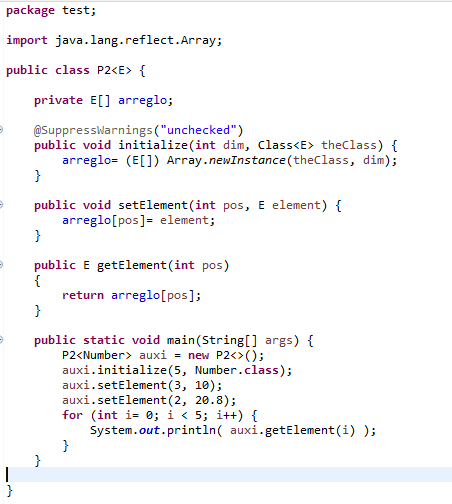 package test;
import java.lang.reflect.Array;
public class P2<E> {
private E[] arreglo;
@SuppressWarnings("unchecked")
public void initialize(int dim, Class<E> theClass) {
arreglo= (E[]) Array.newInstance(theClass, dim);
}
public void setElement(int pos, E element) {
arreglo[pos]= element;
}
public E getElement(int pos)
{
return arreglo[pos];
}
public static void main(String[] args) {
P2<Number> auxi = new P2<>();
auxi.initialize(5, Number.class);
auxi.setElement(3, 10);
auxi.setElement(2, 20.8);
for (int i= 0; i < 5; i++) {
System.out.println( auxi.getElement(i) );
}
}
}